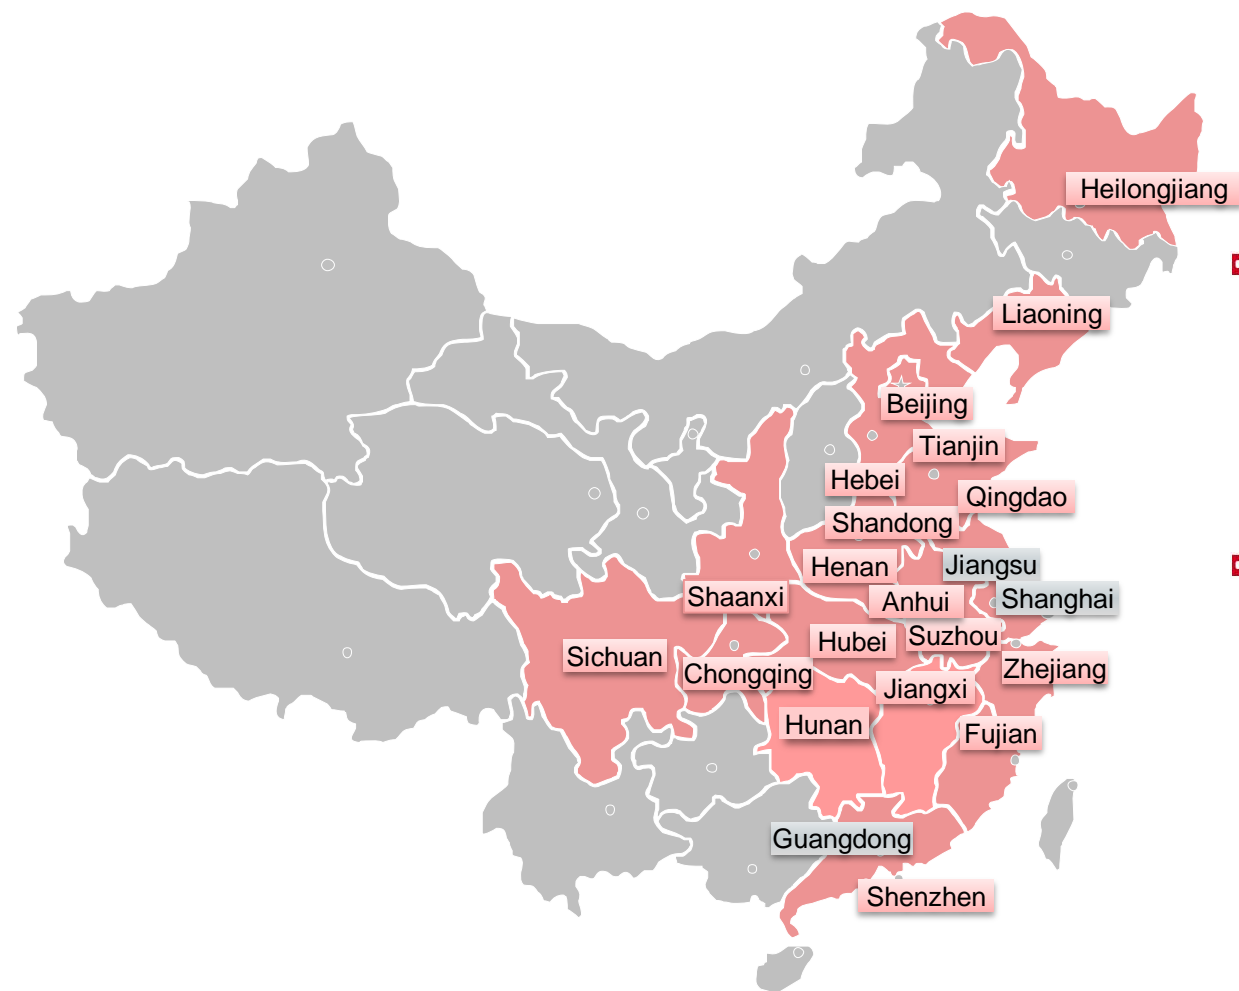 Heilongjiang
Liaoning
Beijing
Tianjin
Hebei
Qingdao
Shandong
Henan
Jiangsu
Shaanxi
Anhui
Shanghai
Sichuan
Hubei
Suzhou
Chongqing
Jiangxi
Zhejiang
Hunan
Fujian
Guangdong
Shenzhen